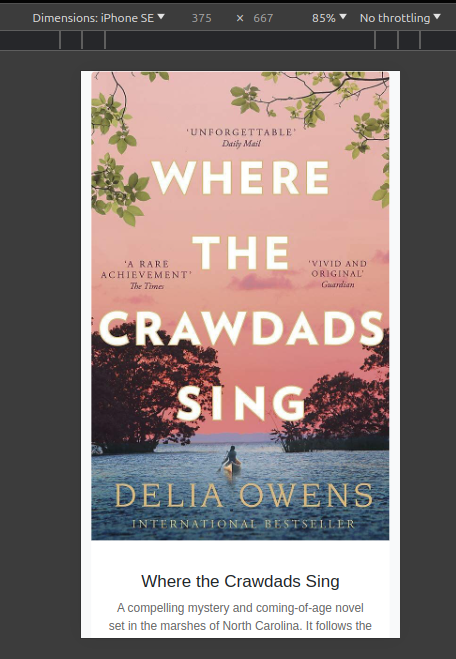 Dimensions: iPhone SE 375 × 667 85% No throttling
'UNFORGETTABLE'
Daily Mail
WHERE
THE
'A RARE
ACHIEVEMENT'
The Times
'VIVID AND
ORIGINAL'
Guardian
CRAWDADS
SING
DELIA OWENS
INTERNATIONAL BESTSELLER
Where the Crawdads Sing
A compelling mystery and coming-of-age novel
set in the marshes of North Carolina. It follows the